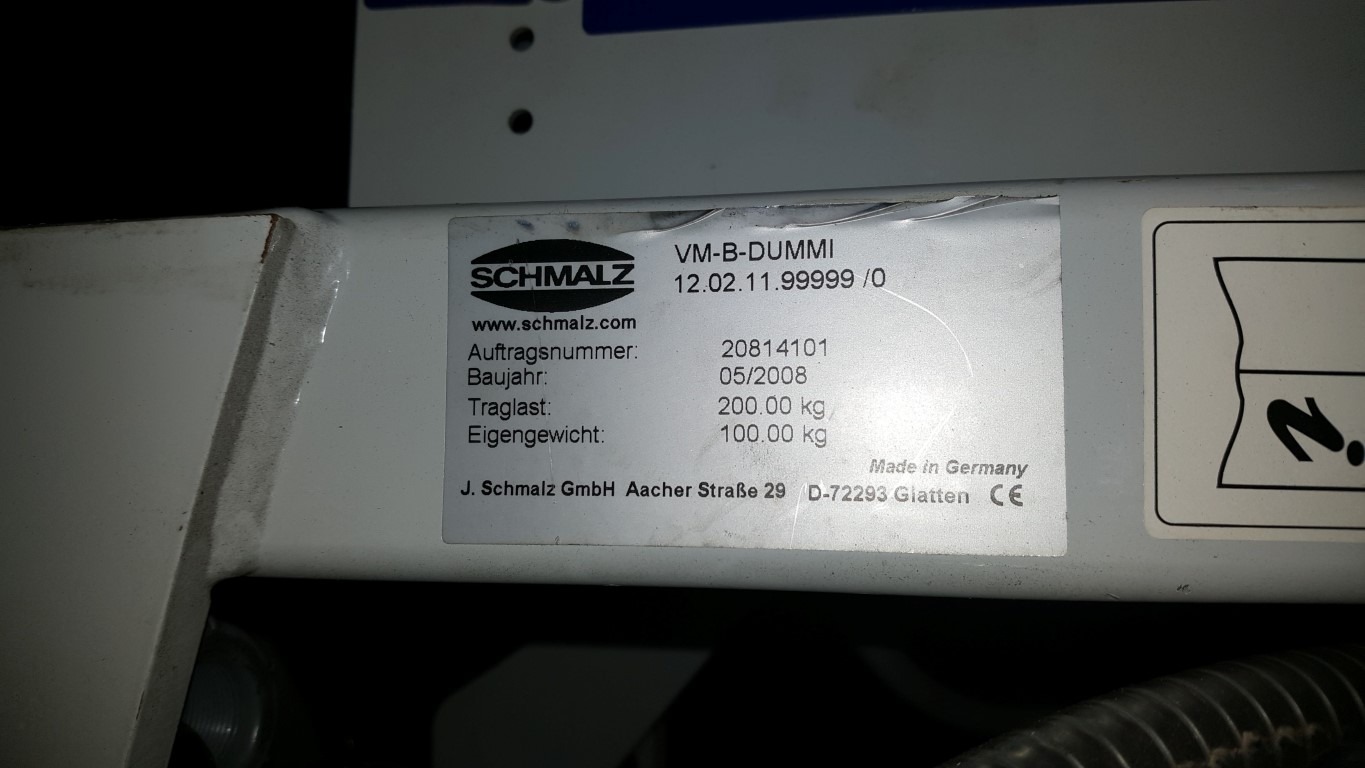 SCHMALZ
www.schmalz.com
VM-B-DUMMI
12.02.11.99999 /0
Auftragsnummer: 20814101
Baujahr: 05/2008
Traglast: 200.00 kg
Eigengewicht: 100.00 kg
Made in Germany
J. Schmalz GmbH Aacher Straße 29 D-72293 Glatten CE
i